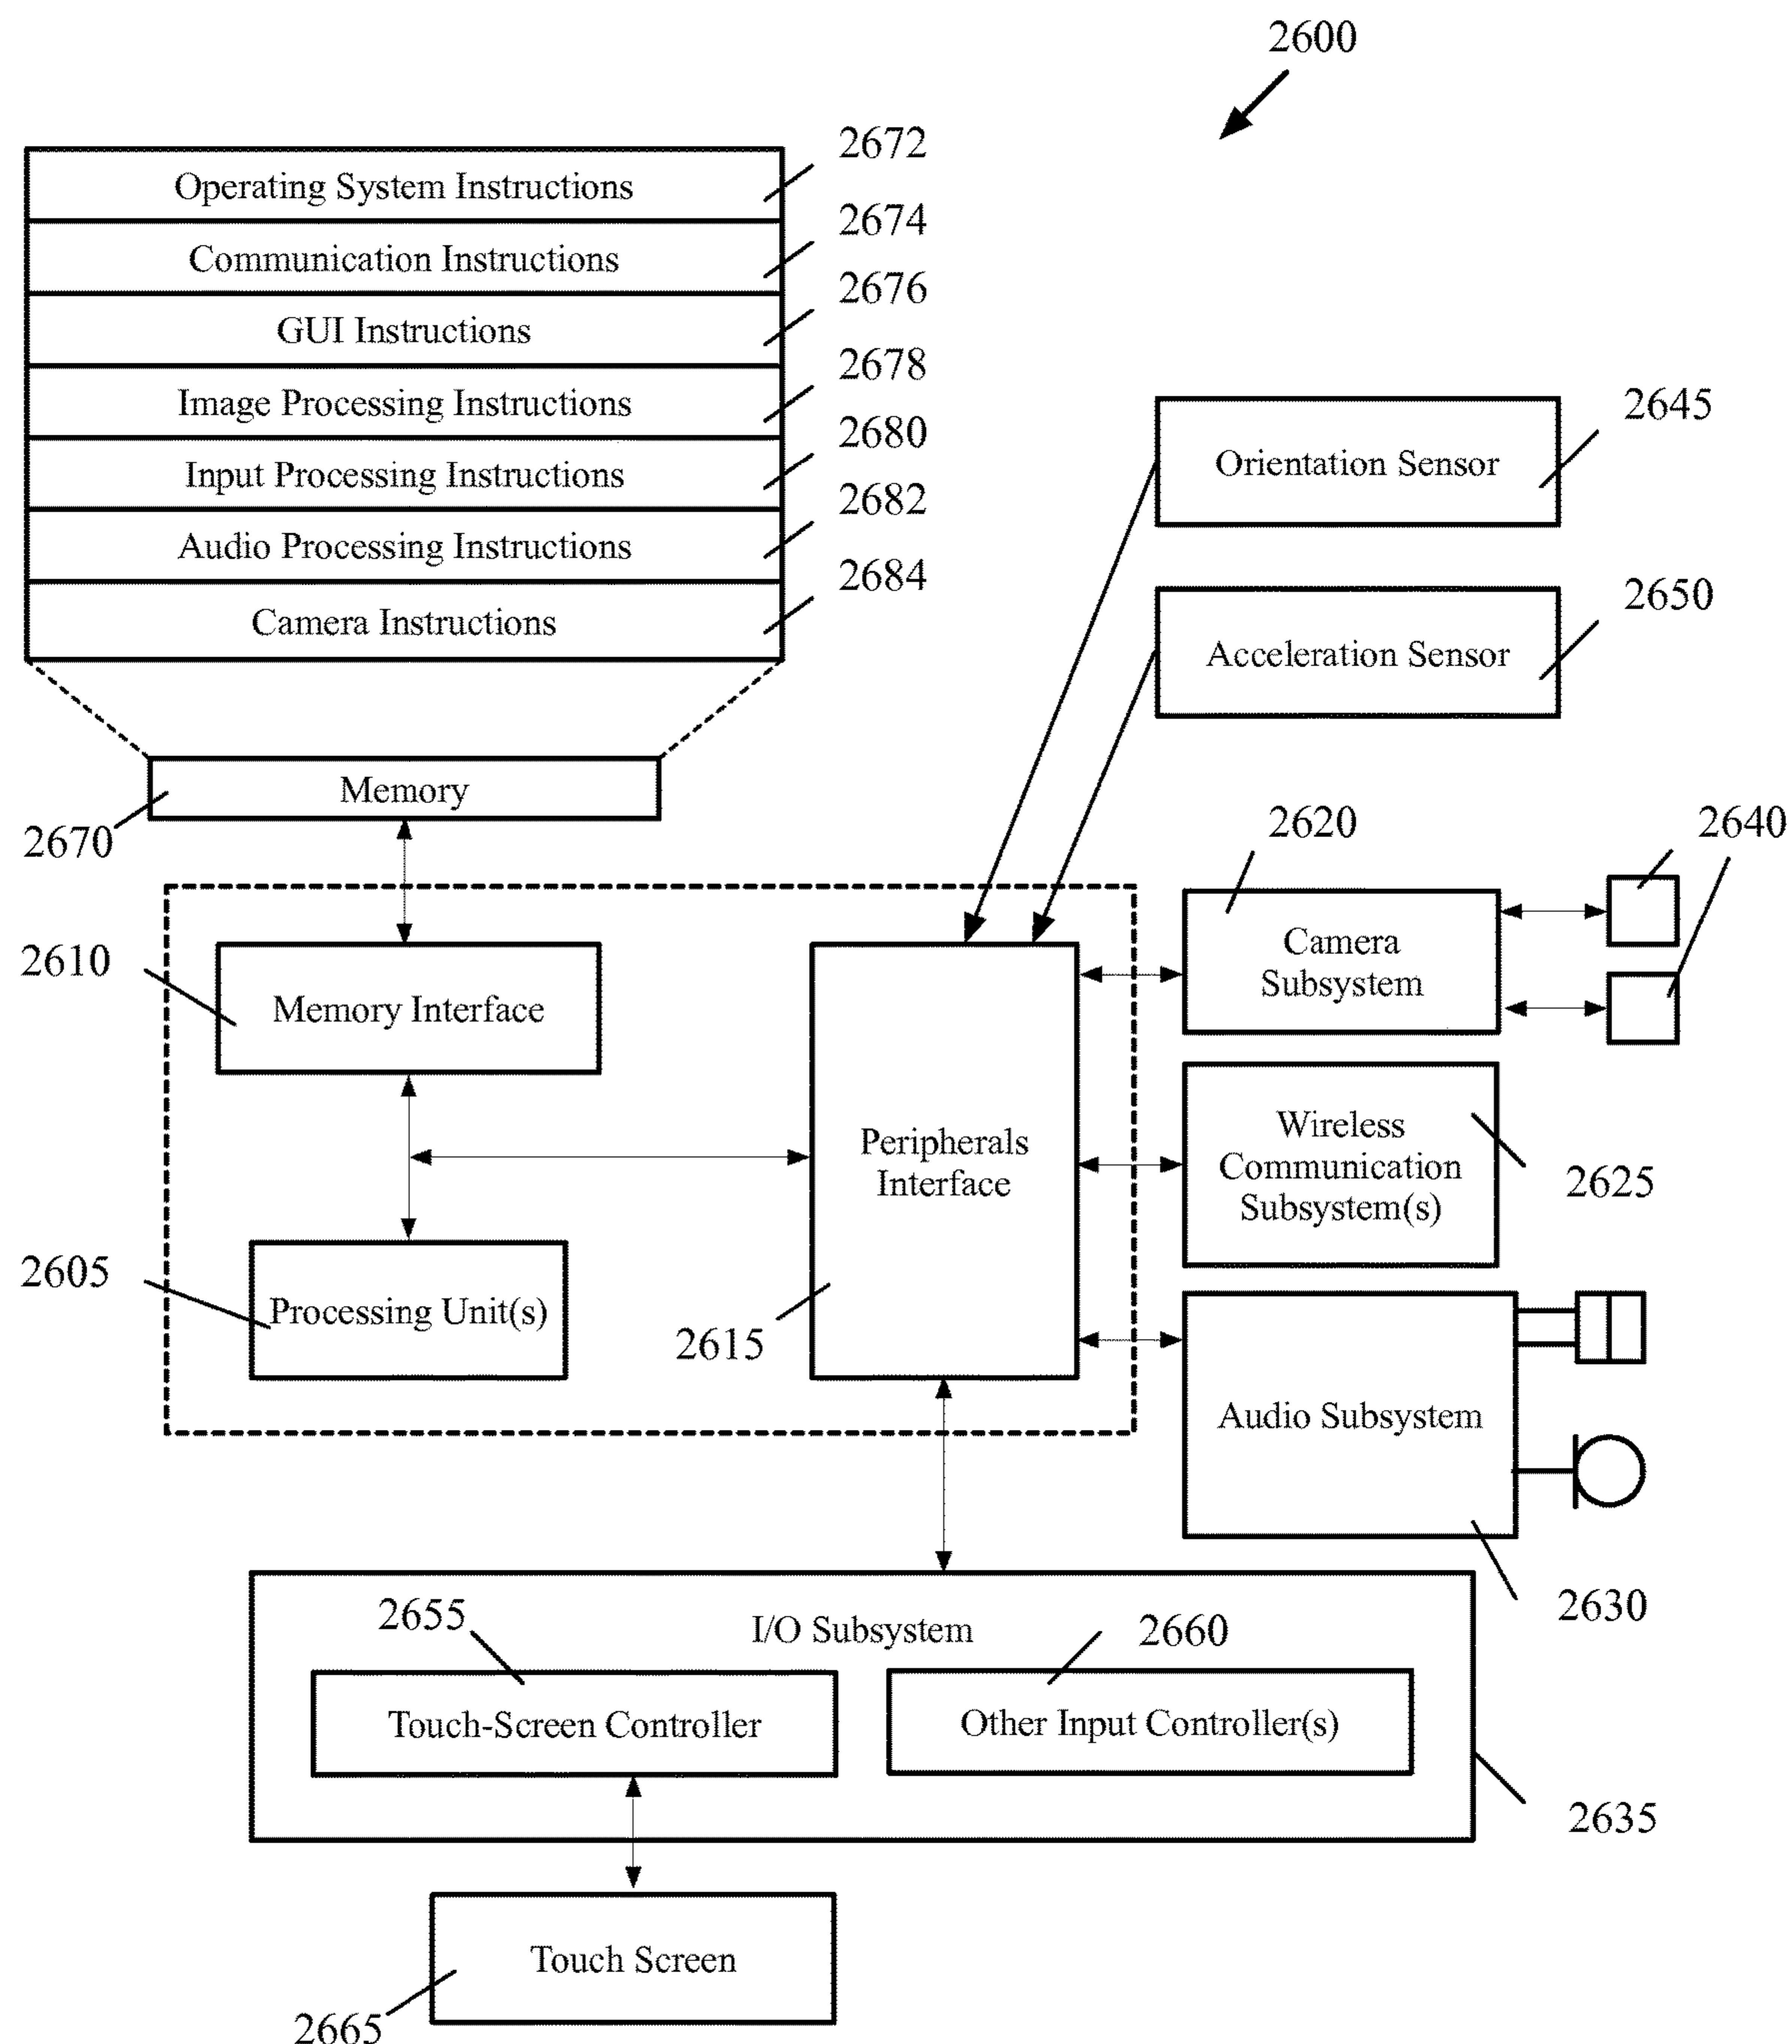 2600
2672
Operating System Instructions
2674
Communication Instructions
2676
GUI Instructions
2678
Image Processing Instructions
2680
Input Processing Instructions
2682
Audio Processing Instructions
2684
Camera Instructions
2645
Orientation Sensor
2650
Acceleration Sensor
Memory
2670
2620
2640
Camera
Subsystem
2610
Memory Interface
Peripherals
Interface
Wireless
Communication
Subsystem(s)
2625
2605
Processing Unit(s)
2615
Audio Subsystem
2630
I/O Subsystem
2655
2660
Touch-Screen Controller
Other Input Controller(s)
2635
Touch Screen
2665